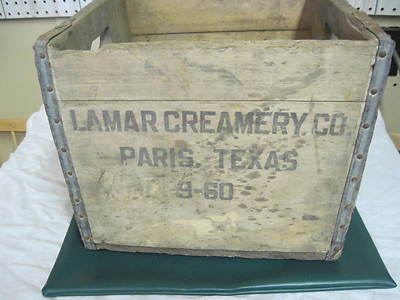 LAMAR CREAMERY CO.
PARIS, TEXAS
9-60